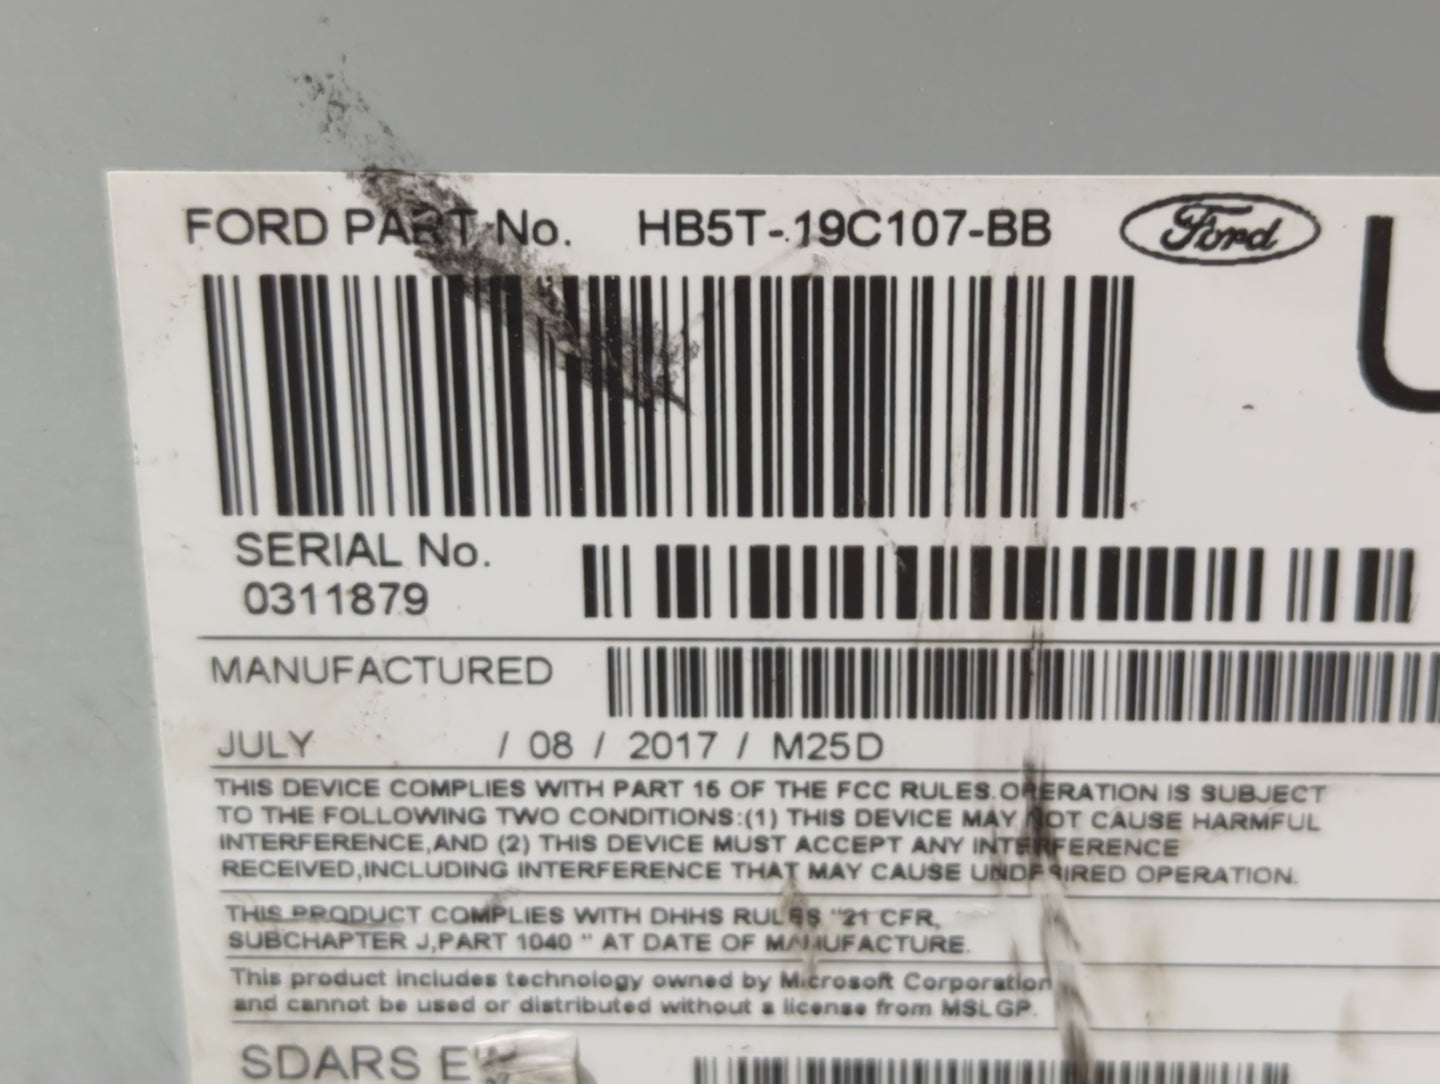 FORD PART No. HB5T-19C107-BB Ford U
SERIAL No.
0311879
MANUFACTURED
JULY / 08 / 2017 / M25D
THIS DEVICE COMPLIES WITH PART 15 OF THE FCC RULES.OPERATION IS SUBJECT
TO THE FOLLOWING TWO CONDITIONS:(1) THIS DEVICE MAY NOT CAUSE HARMFUL
INTERFERENCE,AND (2) THIS DEVICE MUST ACCEPT ANY INTERFERENCE
RECEIVED,INCLUDING INTERFERENCE THAT MAY CAUSE UNDESIRED OPERATION.
THIS PRODUCT COMPLIES WITH DHHS RULES "21 CFR,
SUBCHAPTER J,PART 1040 " AT DATE OF MANUFACTURE.
This product includes technology owned by Microsoft Corporation
and cannot be used or distributed without a license from MSLGP.
SDARS